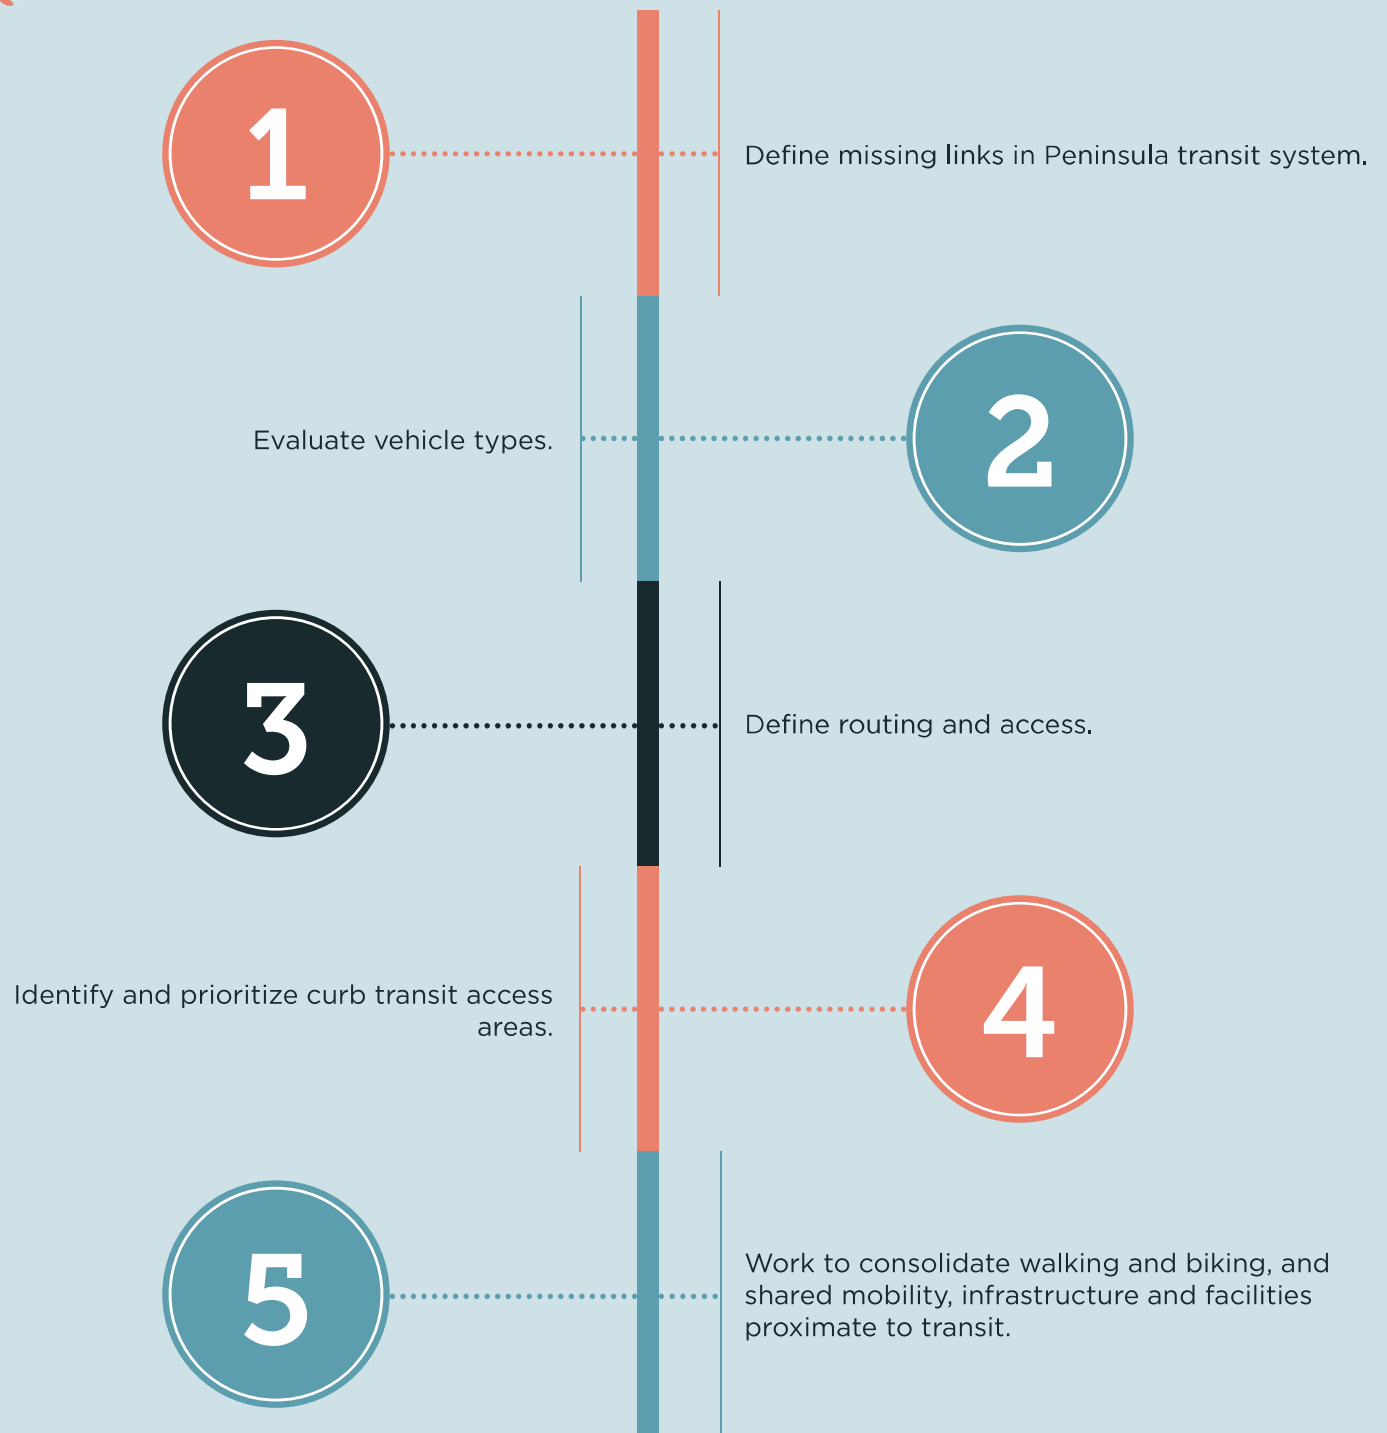 1
Define missing links in Peninsula transit system.
Evaluate vehicle types.
2
3
Define routing and access.
Identify and prioritize curb transit access
areas.
4
5
Work to consolidate walking and biking, and
shared mobility, infrastructure and facilities
proximate to transit.